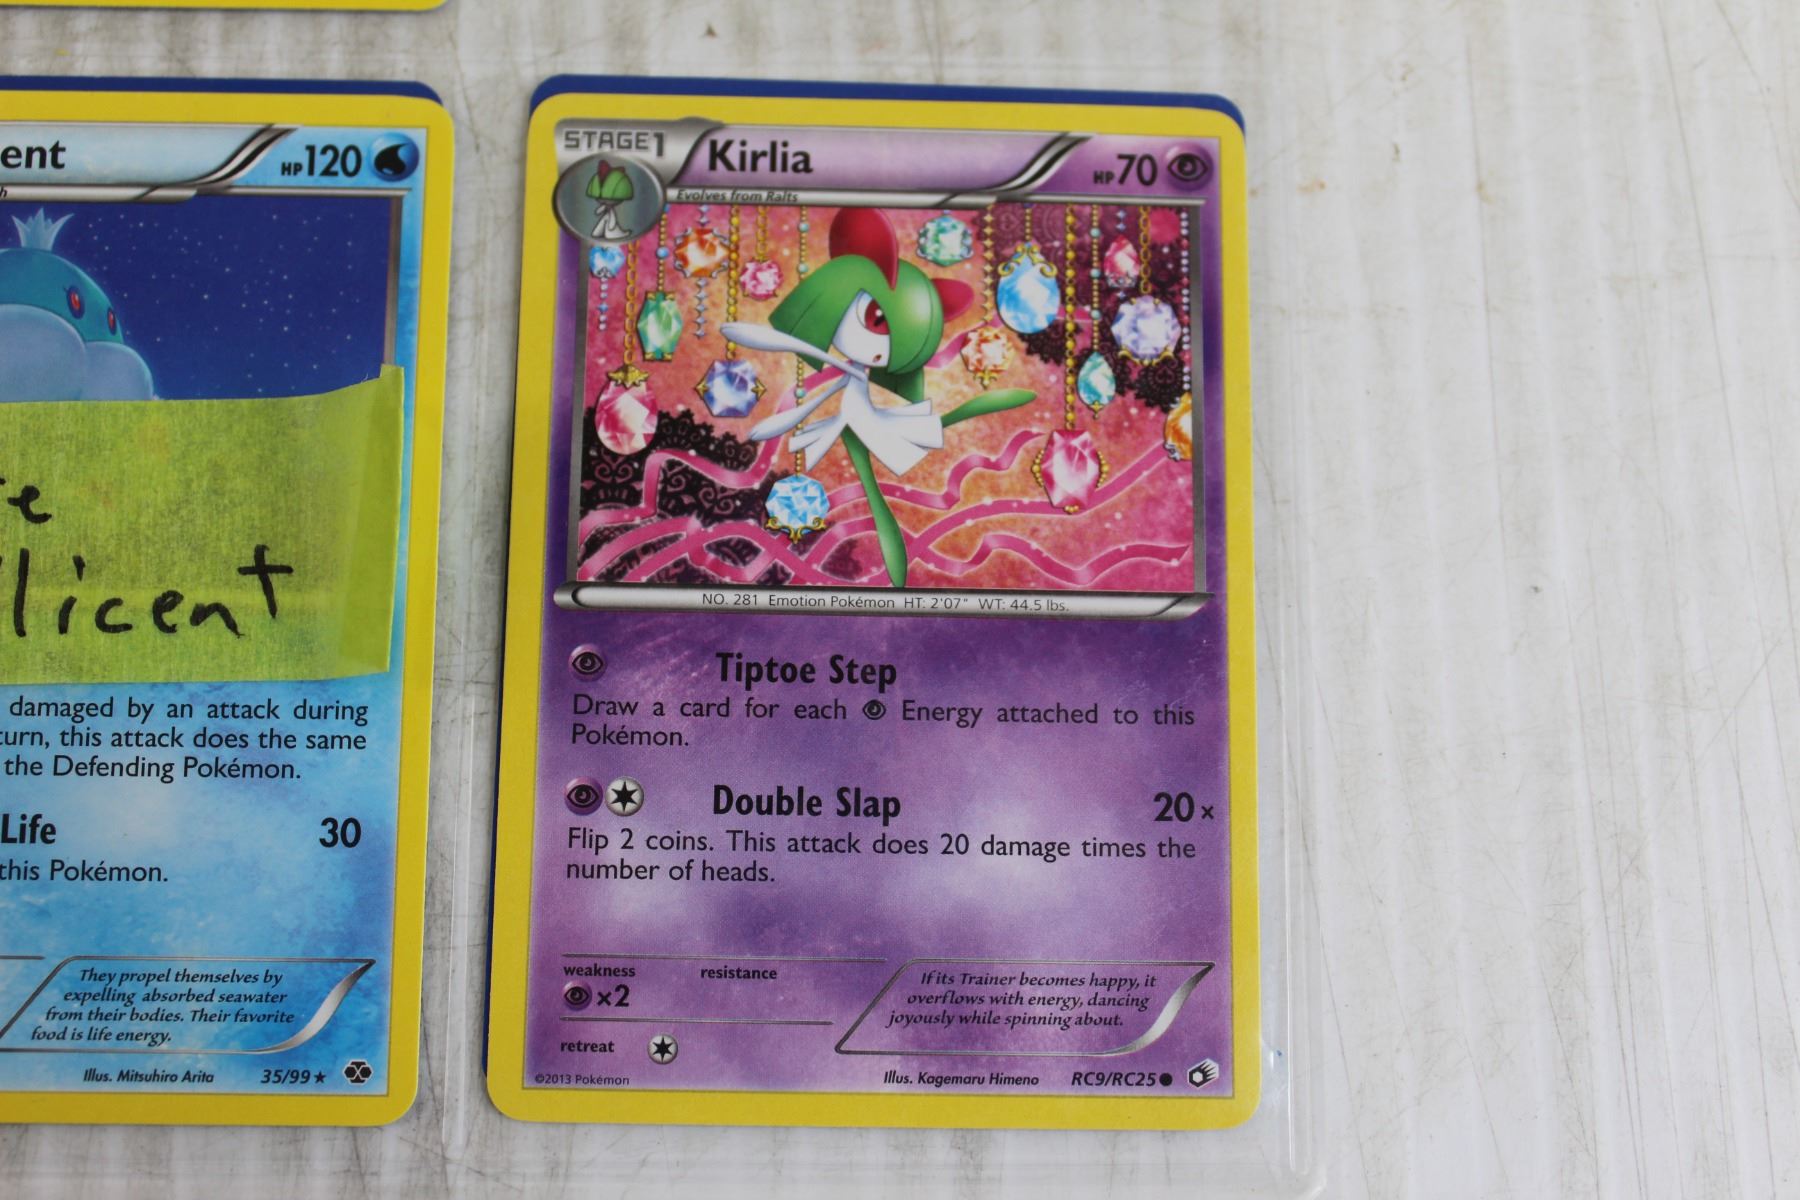 ent
HP120
licent
damaged by an attack during
turn, this attack does the same
the Defending Pokémon.
Life 30
this Pokémon.
They propel themselves by
expelling absorbed seawater
from their bodies. Their favorite
food is life energy.
Illus. Mitsuhiro Arita 35/99
STAGE1 Kirlia HP70
Evolves from Ralts
NO. 281 Emotion Pokémon HT: 2'07" WT: 44.5 lbs.
Tiptoe Step
Draw a card for each Energy attached to this
Pokémon.
Double Slap 20x
Flip 2 coins. This attack does 20 damage times the
number of heads.
weakness resistance
x2
retreat
If its Trainer becomes happy, it
overflows with energy, dancing
joyously while spinning about.
©2013 Pokémon Illus. Kagemaru Himeno RC9/RC25